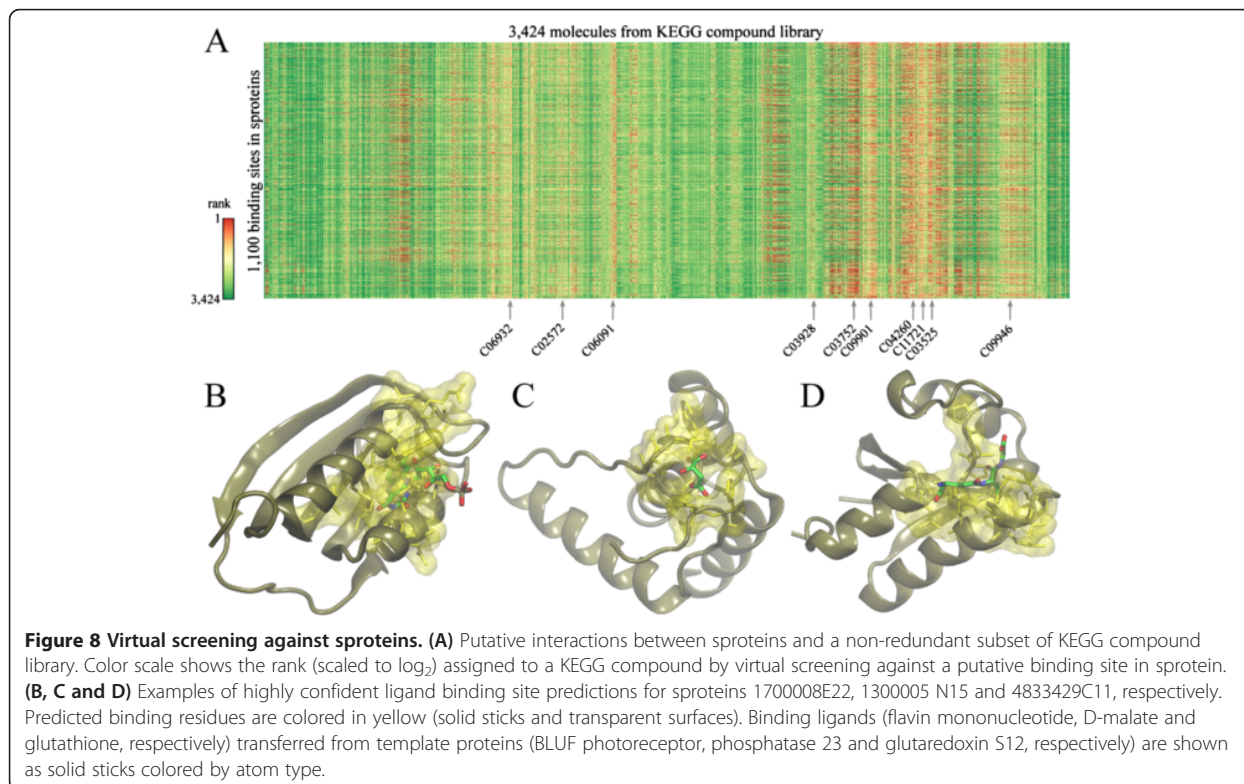 A
3,424 molecules from KEGG compound library
1,100 binding sites in sproteins
rank
1
3,424
C06932
C02572
C06091
C03928
C03752
C09901
C04260
C11721
C03525
C09946
B
C
D
Figure 8 Virtual screening against sproteins. (A) Putative interactions between sproteins and a non-redundant subset of KEGG compound
library. Color scale shows the rank (scaled to log₂) assigned to a KEGG compound by virtual screening against a putative binding site in sprotein.
(B, C and D) Examples of highly confident ligand binding site predictions for sproteins 1700008E22, 1300005 N15 and 4833429C11, respectively.
Predicted binding residues are colored in yellow (solid sticks and transparent surfaces). Binding ligands (flavin mononucleotide, D-malate and
glutathione, respectively) transferred from template proteins (BLUF photoreceptor, phosphatase 23 and glutaredoxin S12, respectively) are shown
as solid sticks colored by atom type.